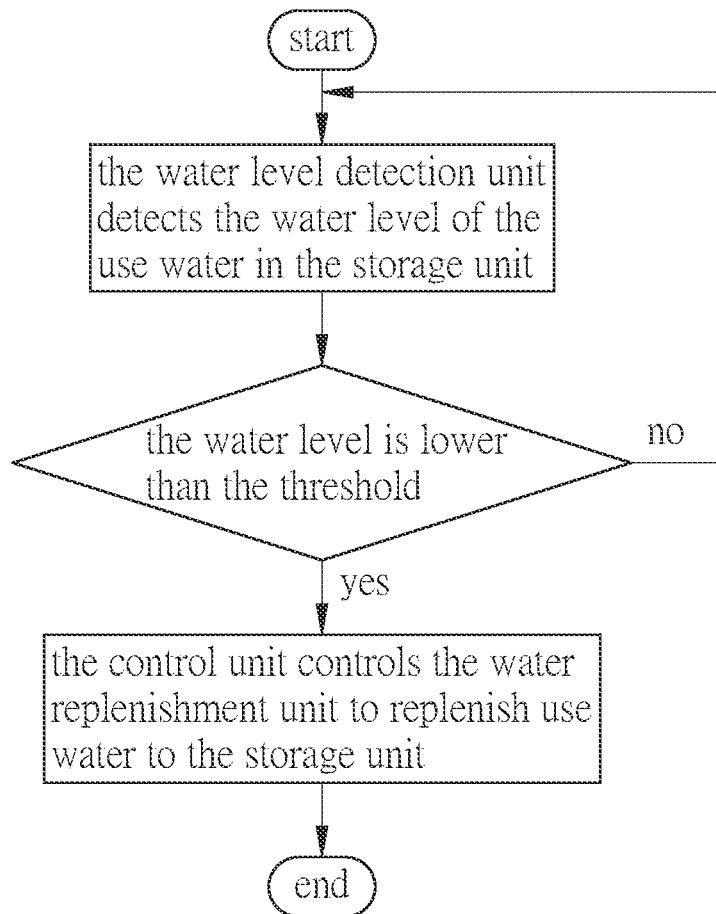 start
the water level detection unit
detects the water level of the
use water in the storage unit
the water level is lower
than the threshold
no
yes
the control unit controls the water
replenishment unit to replenish use
water to the storage unit
end